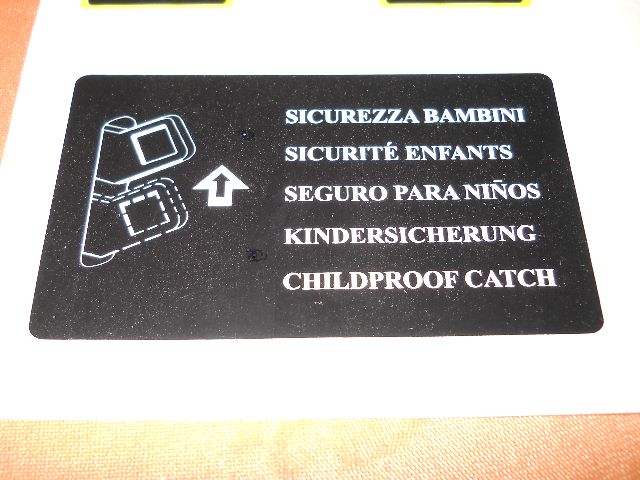 SICUREZZA BAMBINI
SICURITÉ ENFANTS
SEGURO PARA NIÑOS
KINDERSICHERUNG
CHILDPROOF CATCH